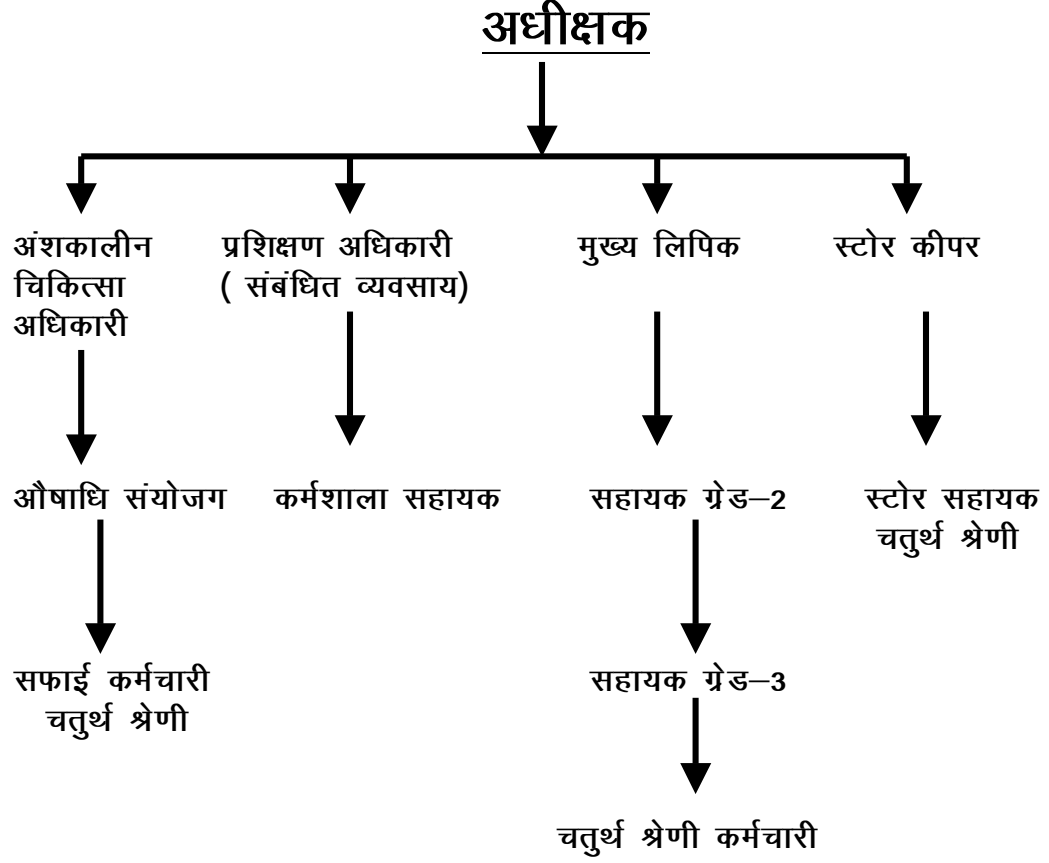 अधीक्षक
अंशकालीन
चिकित्सा
अधिकारी
प्रशिक्षण अधिकारी
( संबंधित व्यवसाय)
मुख्य लिपिक
स्टोर कीपर
औषाधि संयोजग
कर्मशाला सहायक
सहायक ग्रेड–2
स्टोर सहायक
चतुर्थ श्रेणी
सफाई कर्मचारी
चतुर्थ श्रेणी
सहायक ग्रेड–3
चतुर्थ श्रेणी कर्मचारी